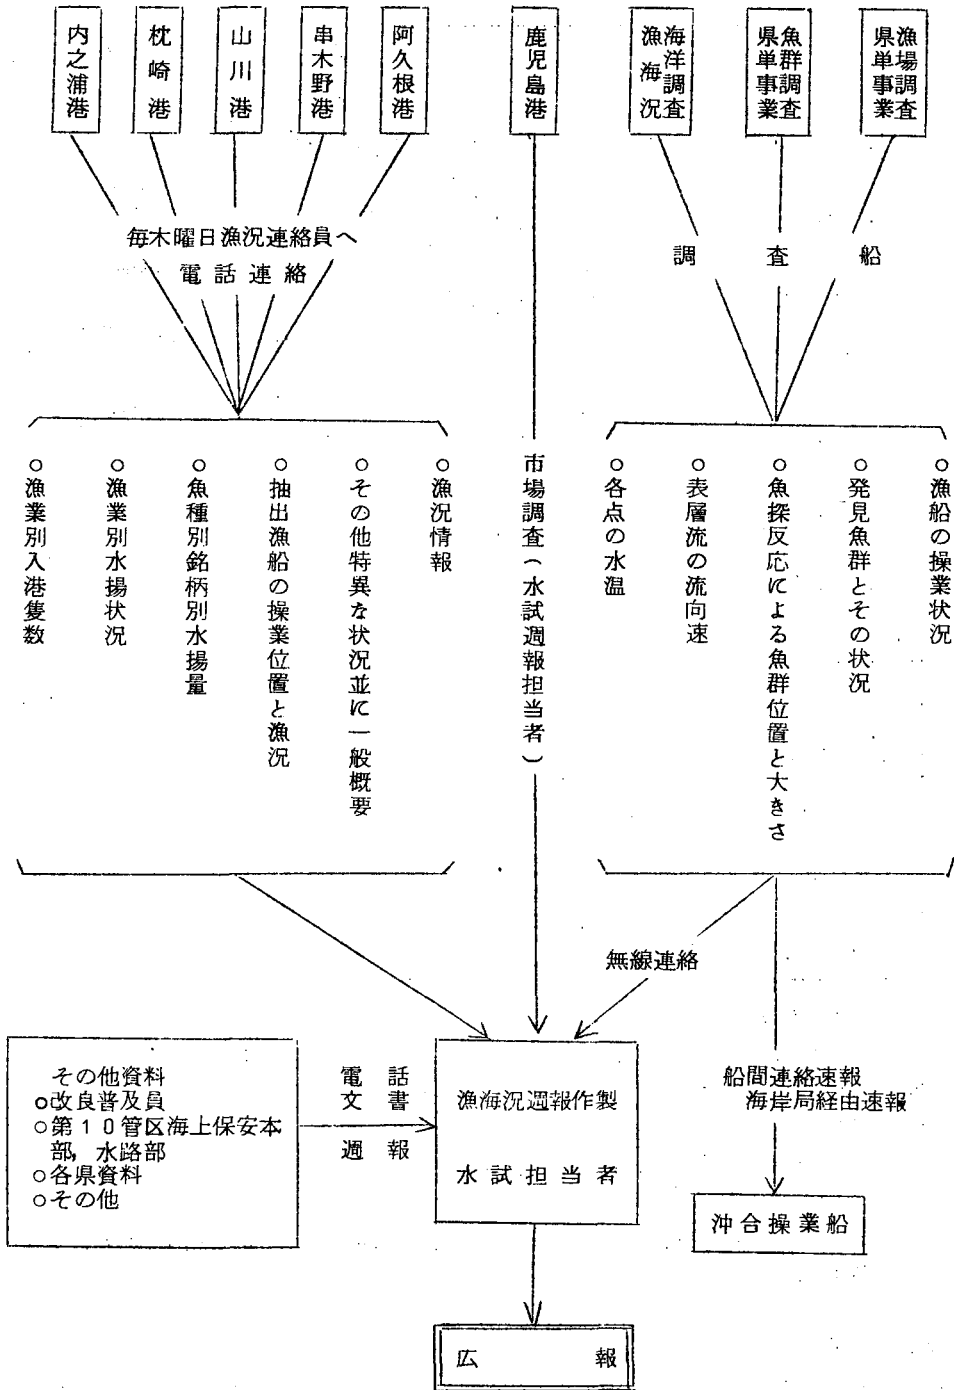 内之浦港
枕崎港
山川港
串木野港
阿久根港
鹿児島港
海洋調査
漁海況
魚群調査
県単事業
漁場調査
県単事業
毎木曜日漁況連絡員へ
電話連絡
調査船
○漁業別入港隻数
○漁業別水揚状況
○魚種別銘柄別水揚量
○抽出漁船の操業位置と漁況
○その他特異な状況並に一般概要
○漁況情報
市場調査(水試週報担当者)
○各点の水温
○表層流の流向速
○魚探反応による魚群位置と大きさ
○発見魚群とその状況
○漁船の操業状況
無線連絡
その他資料
○改良普及員
○第10管区海上保安本
部,水路部
○各県資料
○その他
電話
文書
週報
漁海況週報作製
水試担当者
船間連絡速報
海岸局経由速報
沖合操業船
広報